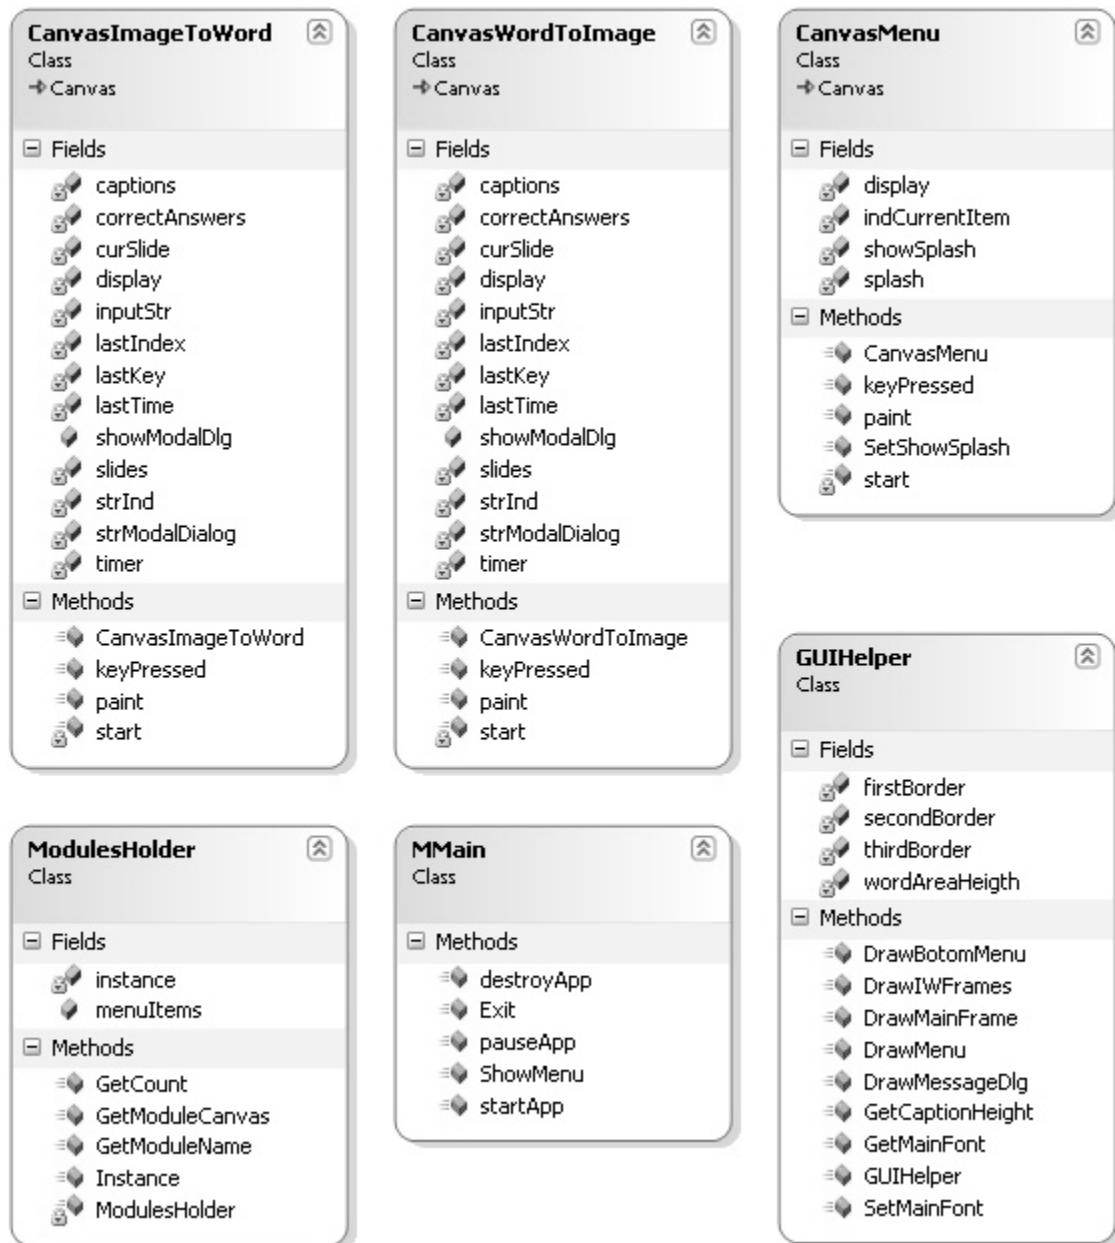 CanvasImageToWord
Class
Canvas
Fields
captions
correctAnswers
curSlide
display
inputStr
lastIndex
lastKey
lastTime
showModalDlg
slides
strInd
strModalDialog
timer
Methods
CanvasImageToWord
keyPressed
paint
start
CanvasWordToImage
Class
Canvas
Fields
captions
correctAnswers
curSlide
display
inputStr
lastIndex
lastKey
lastTime
showModalDlg
slides
strInd
strModalDialog
timer
Methods
CanvasWordToImage
keyPressed
paint
start
CanvasMenu
Class
Canvas
Fields
display
indCurrentItem
showSplash
splash
Methods
CanvasMenu
keyPressed
paint
SetShowSplash
start
ModulesHolder
Class
Fields
instance
menuItems
Methods
GetCount
GetModuleCanvas
GetModuleName
Instance
ModulesHolder
MMain
Class
Methods
destroyApp
Exit
pauseApp
ShowMenu
startApp
GUIHelper
Class
Fields
firstBorder
secondBorder
thirdBorder
wordAreaHeigth
Methods
DrawBotomMenu
DrawIWFrames
DrawMainFrame
DrawMenu
DrawMessageDlg
GetCaptionHeight
GetMainFont
GUIHelper
SetMainFont